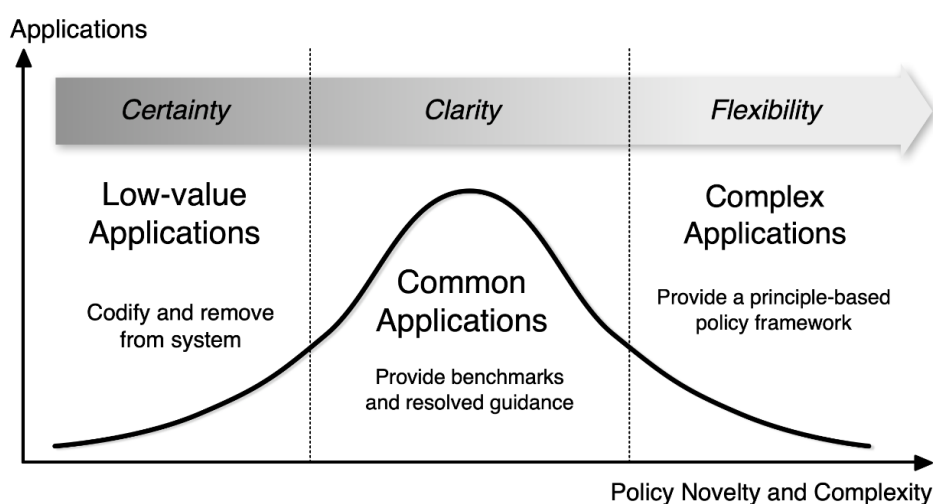 Applications
Certainty
Clarity
Flexibility
Low-value
Applications
Codify and remove
from system
Common
Applications
Provide benchmarks
and resolved guidance
Complex
Applications
Provide a principle-based
policy framework
Policy Novelty and Complexity